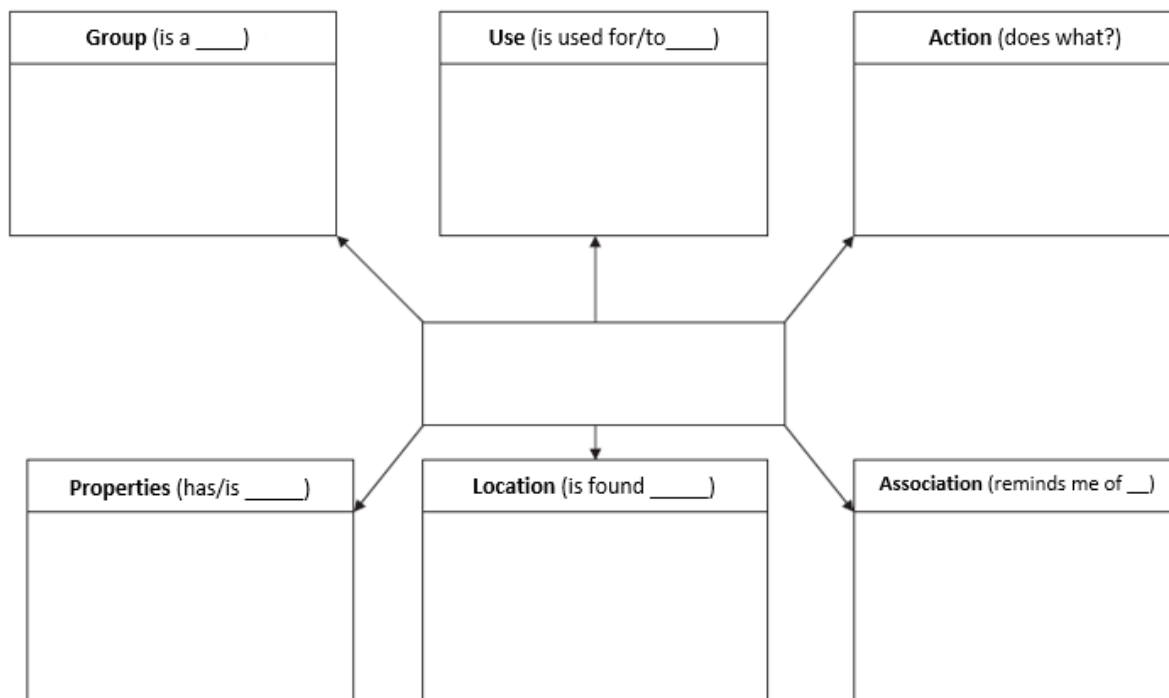 Group (is a ____)
Use (is used for/to____)
Action (does what?)
Properties (has/is _____)
Location (is found _____)
Association (reminds me of __)